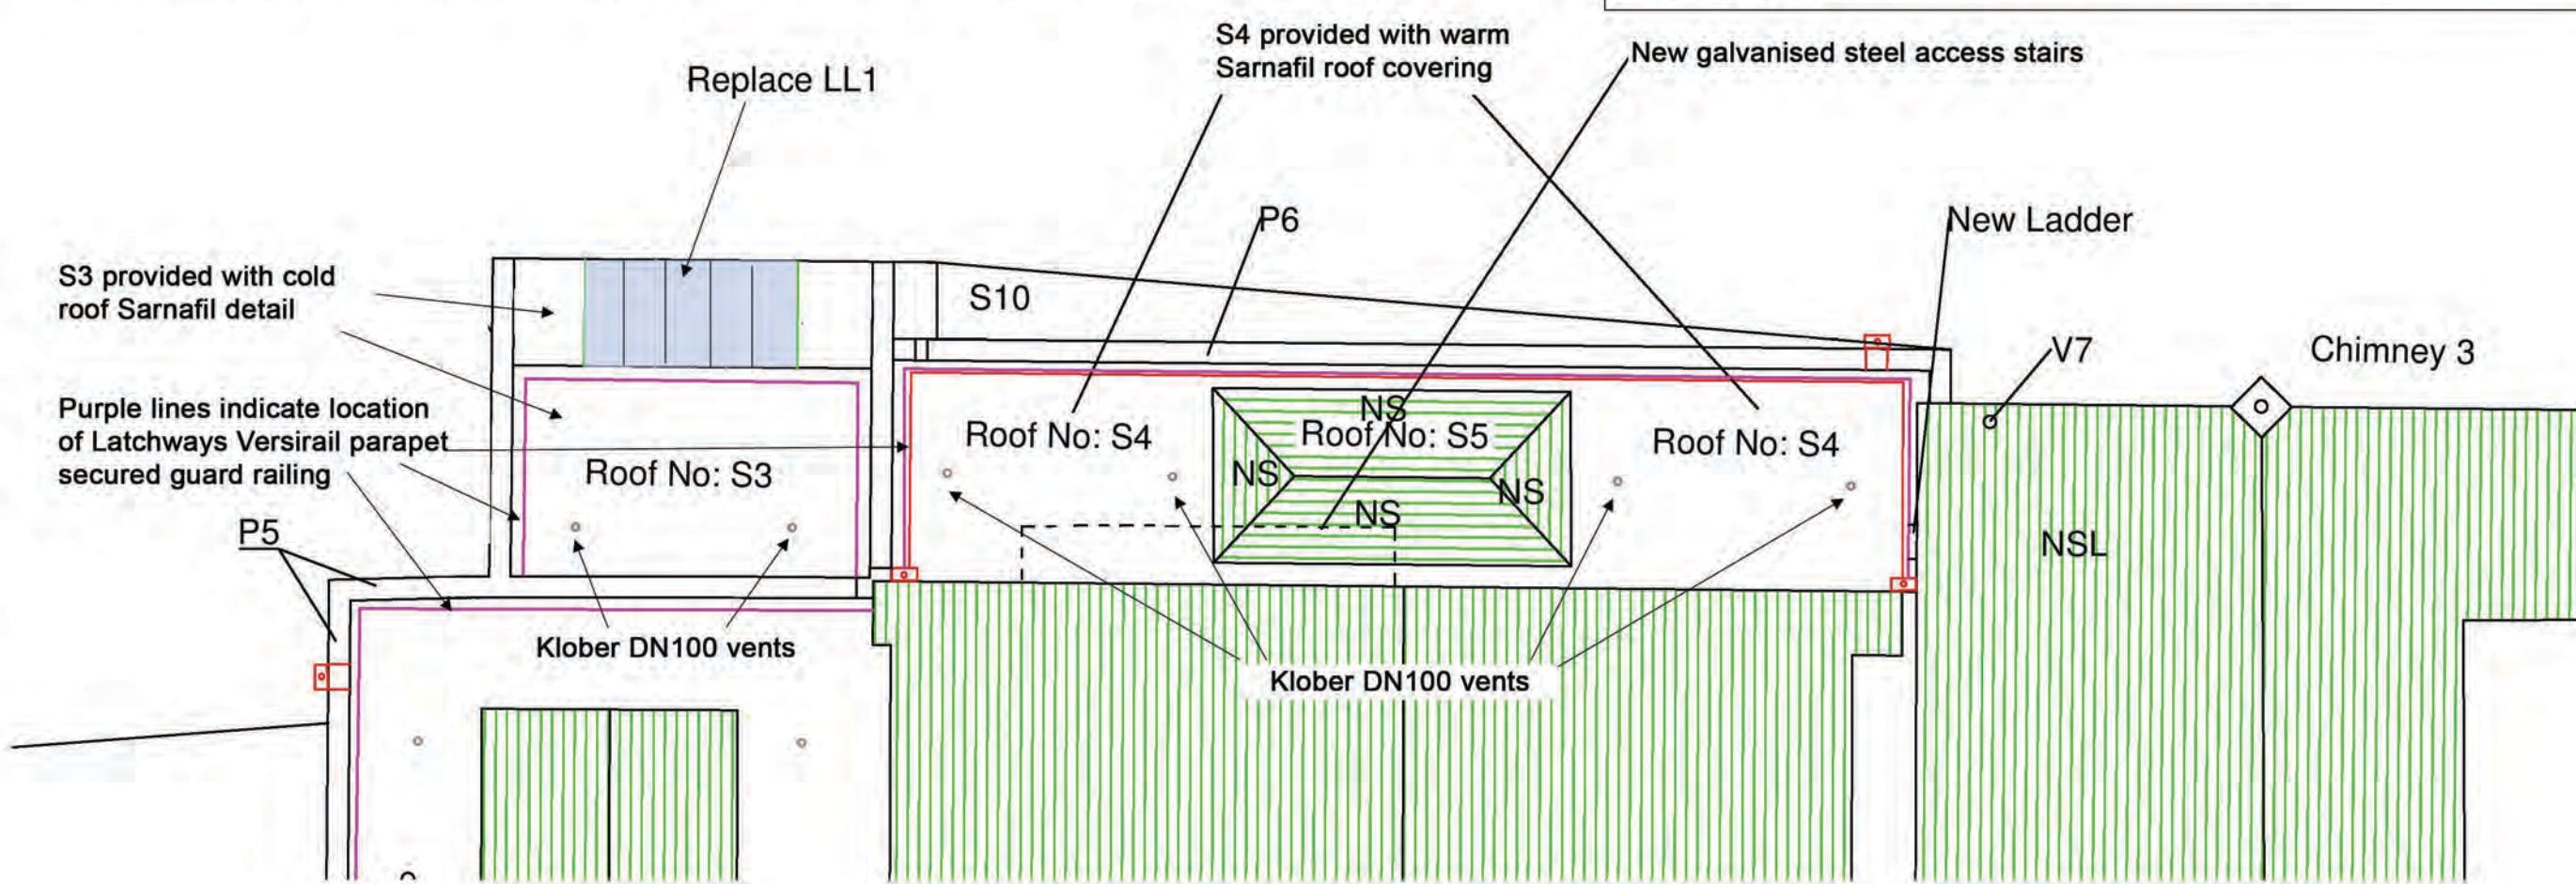 S4 provided with warm
Sarnafil roof covering
New galvanised steel access stairs
Replace LL1
P6
New Ladder
S3 provided with cold
roof Sarnafil detail
S10
V7
Chimney 3
Purple lines indicate location
of Latchways Versirail parapet
secured guard railing
NS
Roof No: S4
Roof No: S5
Roof No: S4
Roof No: S3
NS
NS
NS
P5
NSL
Klober DN100 vents
Klober DN100 vents